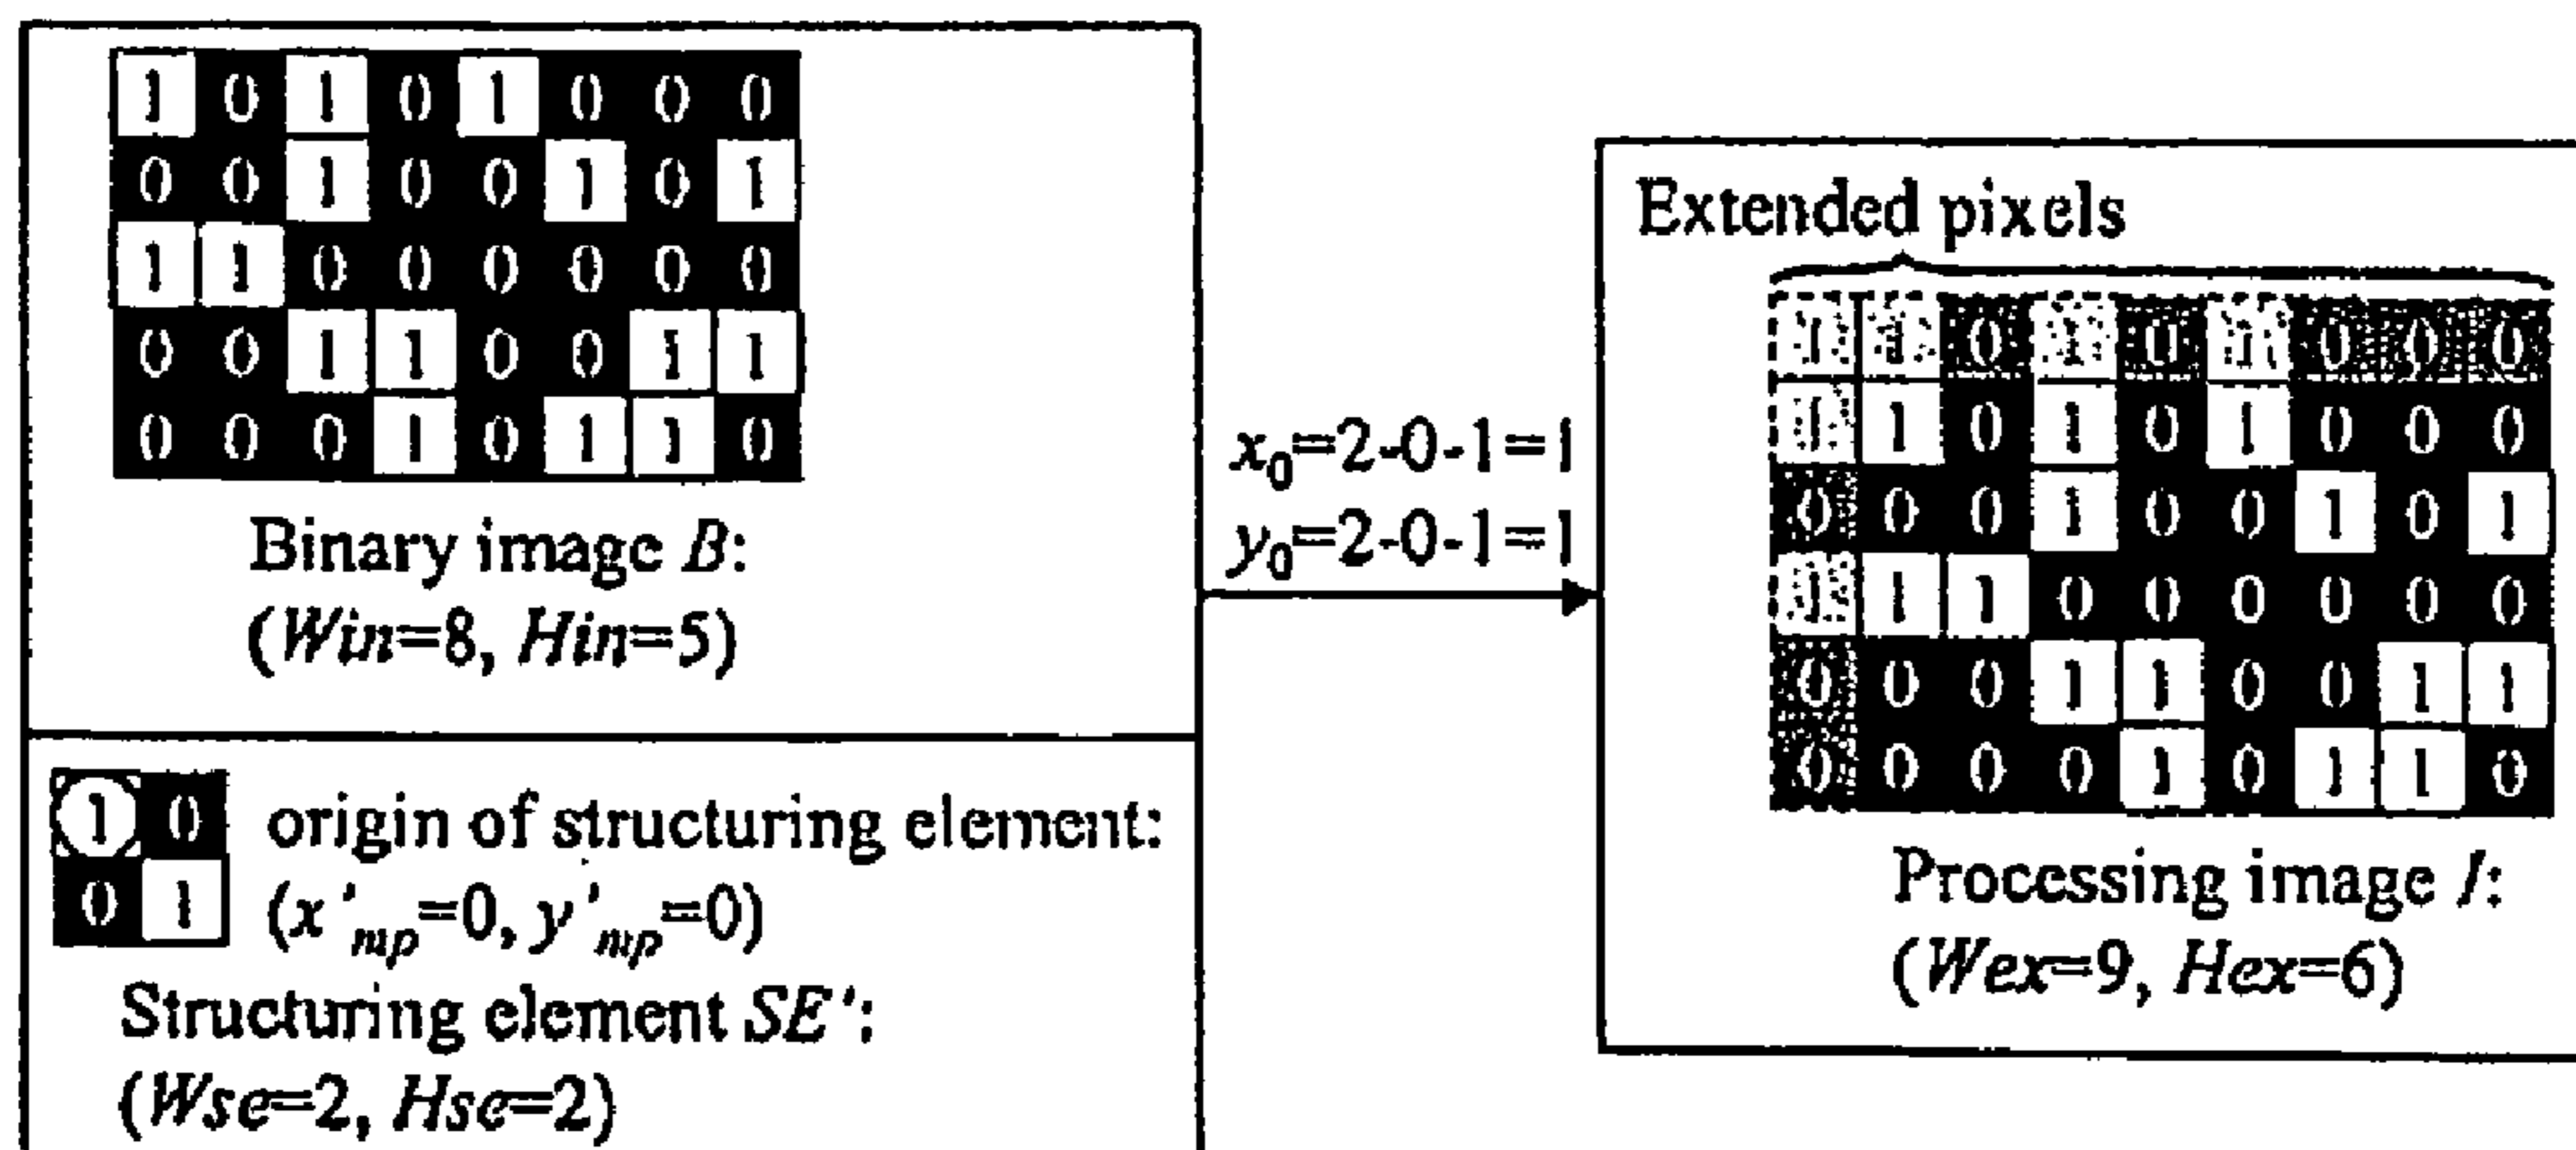 1 0 1 0 1 0 0 0
0 0 1 0 0 1 0 1
1 1 0 0 0 0 0 0
0 0 1 1 0 0 1 1
0 0 0 1 0 1 1 0
Binary image B:
(Win=8, Hin=5)
1 0
0 1
origin of structuring element:
(x'mp=0, y'mp=0)
Structuring element SE':
(Wse=2, Hse=2)
x0=2-0-1=1
y0=2-0-1=1
Extended pixels
1 1 0 1 0 1 0 0 0
1 1 0 1 0 1 0 0 0
0 0 0 1 0 0 1 0 1
1 1 1 0 0 0 0 0 0
0 0 0 1 1 0 0 1 1
0 0 0 0 1 0 1 1 0
Processing image I:
(Wex=9, Hex=6)